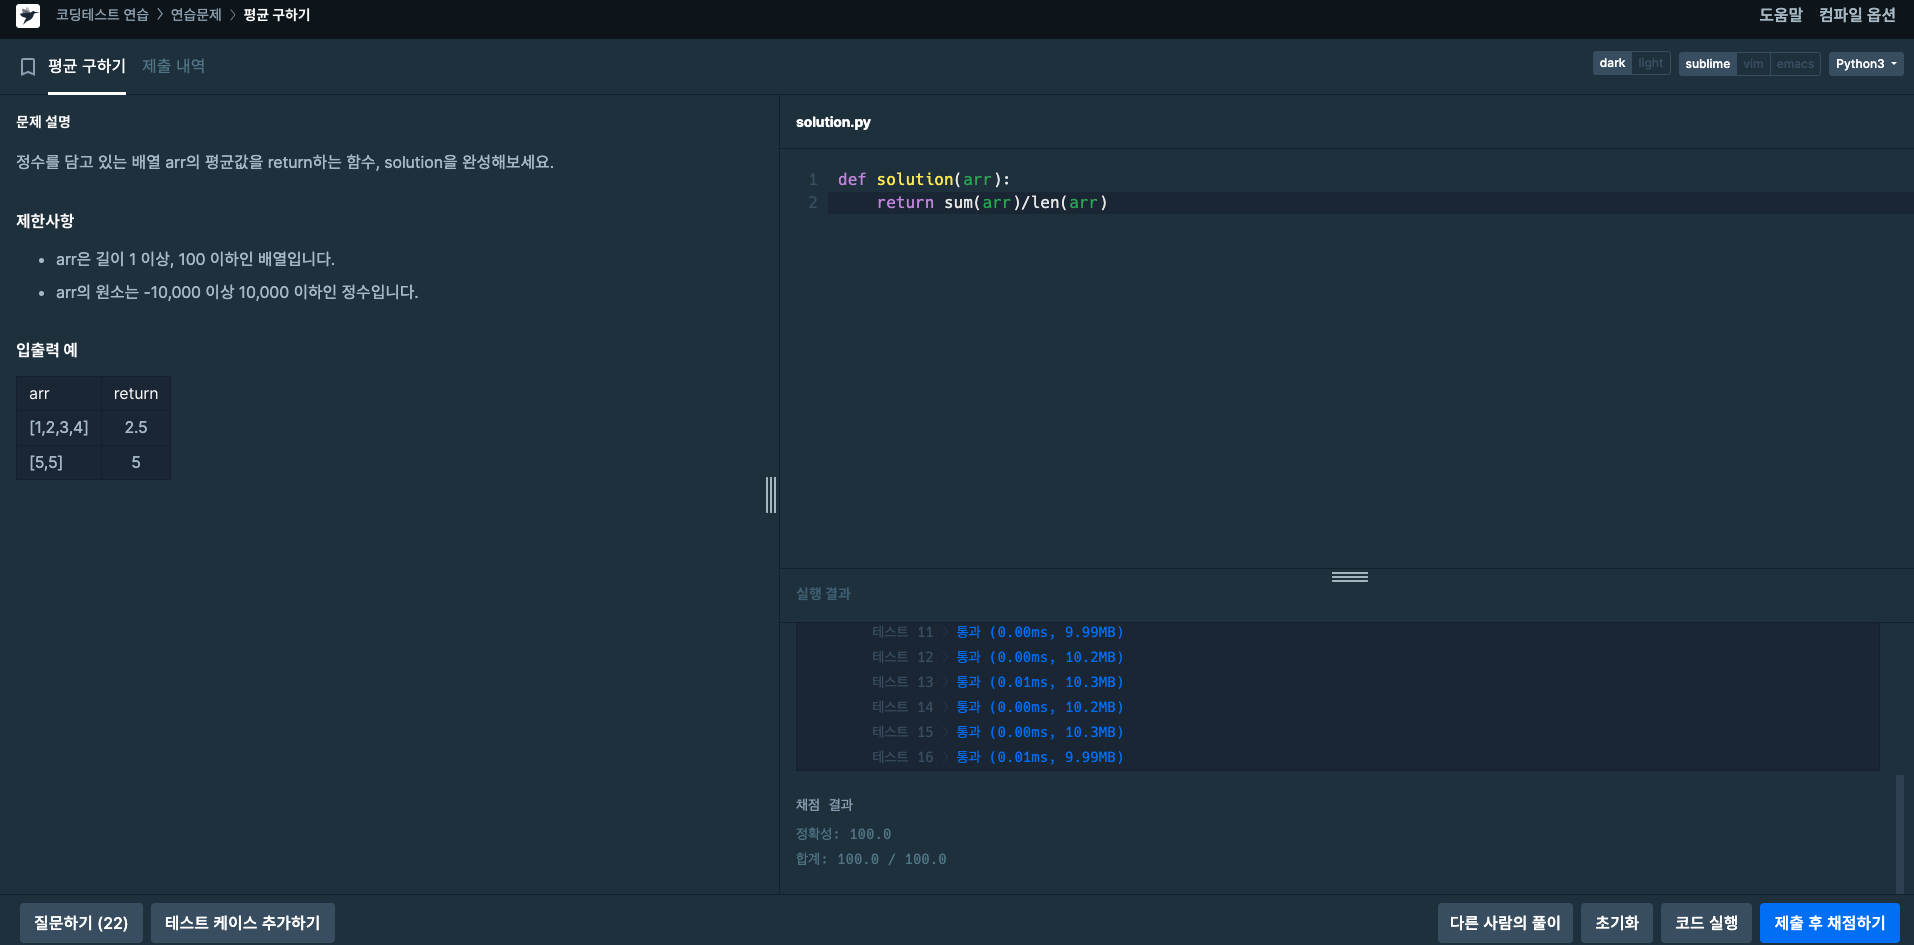 코딩테스트 연습 > 연습문제 > 평균 구하기
도움말 컴파일 옵션
평균 구하기 제출 내역
dark light sublime vim emacs Python3
문제 설명
정수를 담고 있는 배열 arr의 평균값을 return하는 함수, solution을 완성해보세요.
제한사항
• arr은 길이 1 이상, 100 이하인 배열입니다.
• arr의 원소는 -10,000 이상 10,000 이하인 정수입니다.
입출력 예
arr return
[1,2,3,4] 2.5
[5,5] 5
solution.py
1 def solution(arr):
2 return sum(arr)/len(arr)
실행 결과
테스트 11 > 통과 (0.00ms, 9.99MB)
테스트 12 > 통과 (0.00ms, 10.2MB)
테스트 13 > 통과 (0.01ms, 10.3MB)
테스트 14 > 통과 (0.00ms, 10.2MB)
테스트 15 > 통과 (0.00ms, 10.3MB)
테스트 16 > 통과 (0.01ms, 9.99MB)
채점 결과
정확성: 100.0
합계: 100.0 / 100.0
질문하기 (22) 테스트 케이스 추가하기 다른 사람의 풀이 초기화 코드 실행 제출 후 채점하기